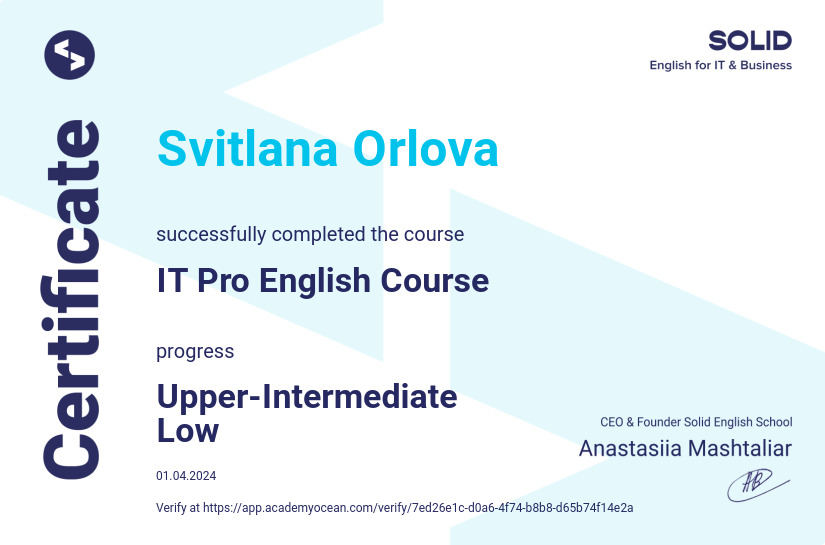 Certificate
SOLID
English for IT & Business
Svitlana Orlova
successfully completed the course
IT Pro English Course
progress
Upper-Intermediate
Low
01.04.2024
Verify at https://app.academyocean.com/verify/7ed26e1c-d0a6-4f74-b8b8-d65b74f14e2a
CEO & Founder Solid English School
Anastasiia Mashtaliar